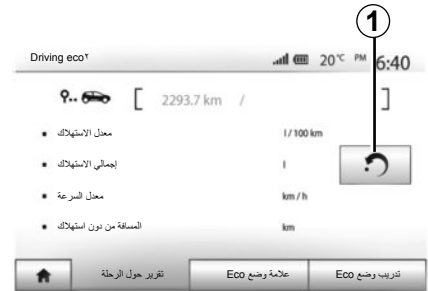 1
Driving eco٢ 20°C PM 6:40
[ 2293.7 km / ]
معدل الاستهلاك l / 100 km
إجمالي الاستهلاك l
معدل السرعة km / h
المسافة من دون استهلاك km
تقرير حول الرحلة علامة وضع Eco تدريب وضع Eco